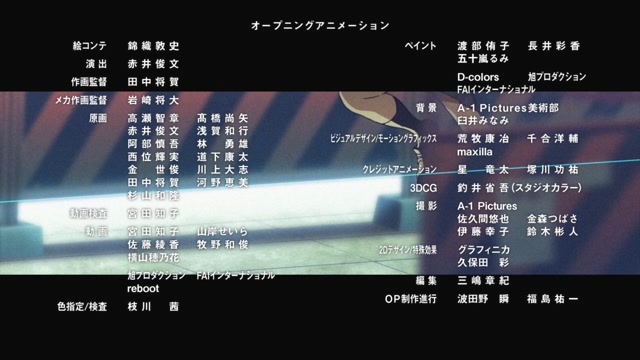 オープニングアニメーション
絵コンテ 錦織敦史
演出 赤井俊文
作画監督 田中将賀
メカ作画監督 岩崎将大
原画 高瀬智章 髙橋尚矢
赤井俊文 浅賀和行
阿部慎吾 林 勇雄
西位輝実 道下康太
金 世俊 川上大志
田中将賀 河野恵美
杉山和隆
動画検査 宮田知子
動画 宮田知子 山岸せいら
佐藤綾香 牧野和俊
横山穂乃花
旭プロダクション FAIインターナショナル
reboot
色指定/検査 枝川 茜
ペイント 渡部侑子 長井彩香
五十嵐るみ
D-colors 旭プロダクション
FAIインターナショナル
背景 A-1 Pictures美術部
臼井みなみ
ビジュアルデザイン/モーショングラフィックス 荒牧康治 千合洋輔
maxilla
クレジットアニメーション 星 竜太 塚川功祐
3DCG 釣井省吾(スタジオカラー)
撮影 A-1 Pictures
佐久間悠也 金森つばさ
伊藤幸子 鈴木彬人
2Dデザイン/特殊効果 グラフィニカ
久保田 彩
編集 三嶋章紀
OP制作進行 波田野 瞬 福島祐一